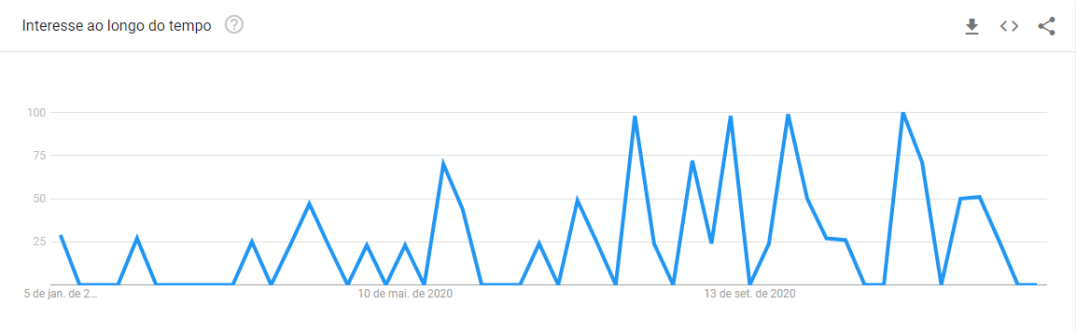 Interesse ao longo do tempo ?
100
75
50
25
5 de jan. de 2...
10 de mai. de 2020
13 de set. de 2020